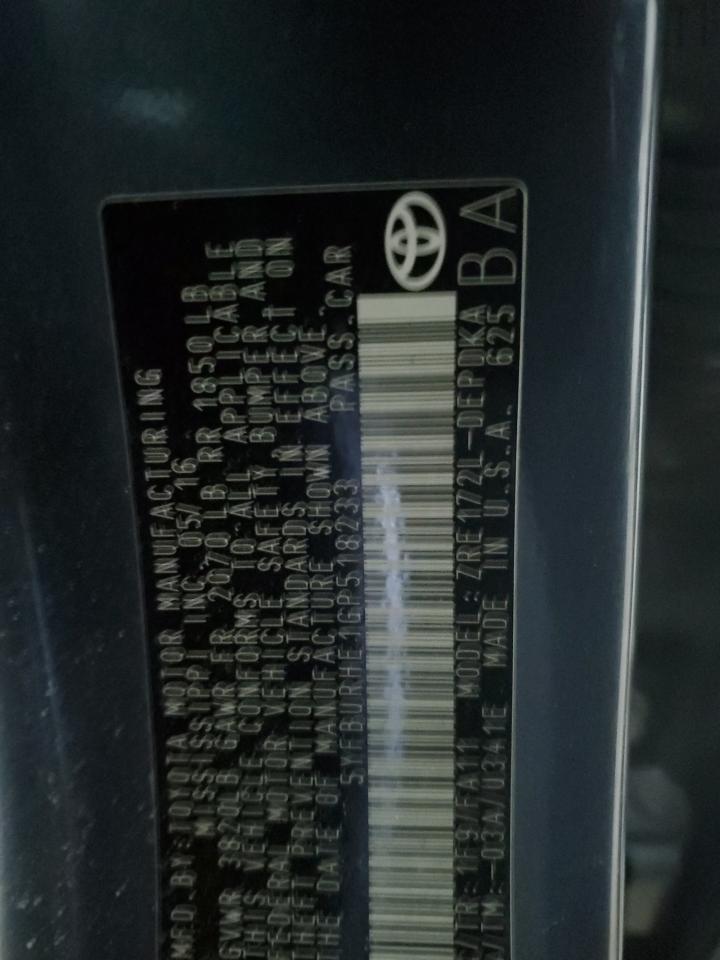 MFD. BY: TOYOTA MOTOR MANUFACTURING
MISSISSIPPI INC. 05/16
GVWR 3820LB GAWR FR 2070LB RR 1850LB
THIS VEHICLE CONFORMS TO ALL APPLICABLE
FEDERAL MOTOR VEHICLE SAFETY BUMPER AND
THEFT PREVENTION STANDARDS IN EFFECT ON
THE DATE OF MANUFACTURE SHOWN ABOVE.
5YFBURHE1GP518233 PASS. CAR
C/TR: 1F9/FA11 MODEL: ZRE172L-DEPDKA
A/TM: -03A/U341E MADE IN U.S.A. 625
BA